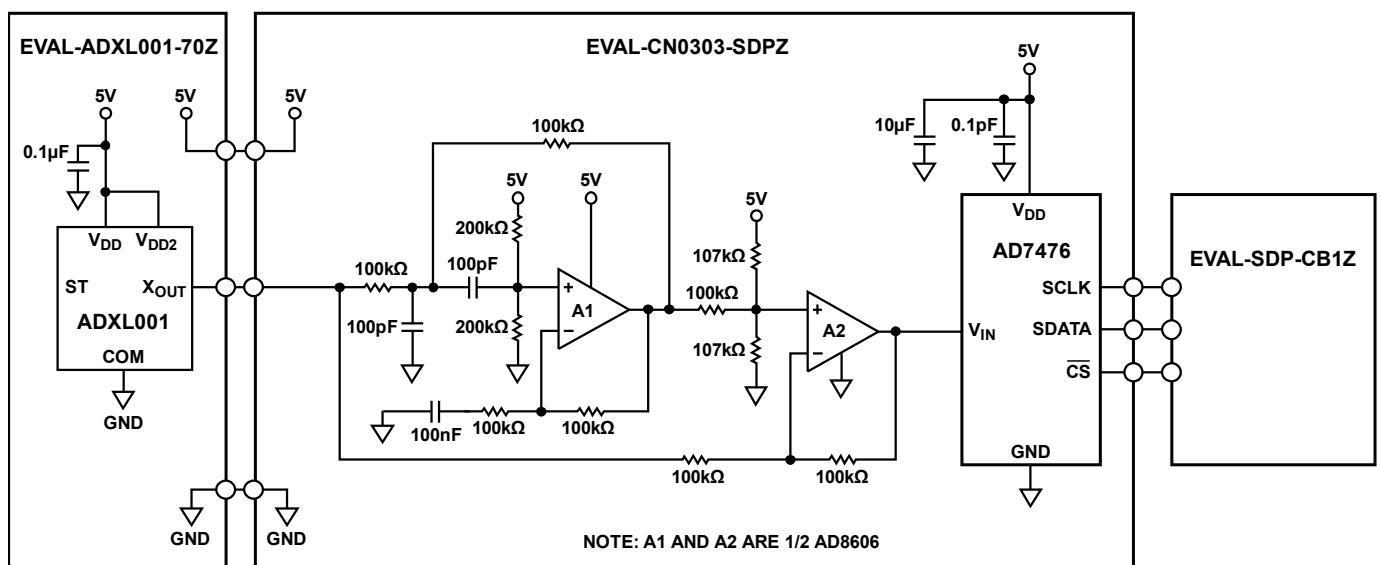 EVAL-ADXL001-70Z
EVAL-CN0303-SDPZ
5V
5V
5V
5V
0.1µF
100kΩ
10µF
0.1pF
5V
5V
5V
V_DD
V_DD2
ST
X_OUT
ADXL001
COM
GND
100kΩ
200kΩ
100pF
100pF
200kΩ
+
A1
−
100nF
100kΩ
100kΩ
107kΩ
100kΩ
107kΩ
+
A2
−
100kΩ
100kΩ
V_DD
AD7476
V_IN
SCLK
SDATA
CS
GND
EVAL-SDP-CB1Z
GND
GND
NOTE: A1 AND A2 ARE 1/2 AD8606